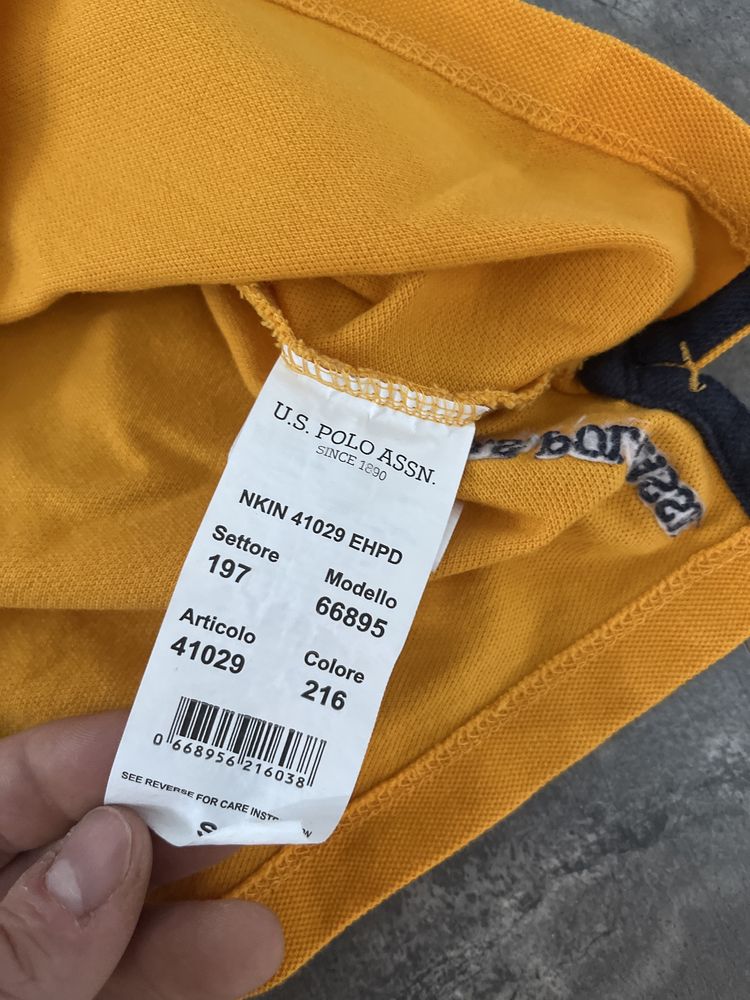 U.S. POLO ASSN.
SINCE 1890
NKIN 41029 EHPD
Settore
197
Modello
66895
Articolo
41029
Colore
216
0 668956 216038
SEE REVERSE FOR CARE
S